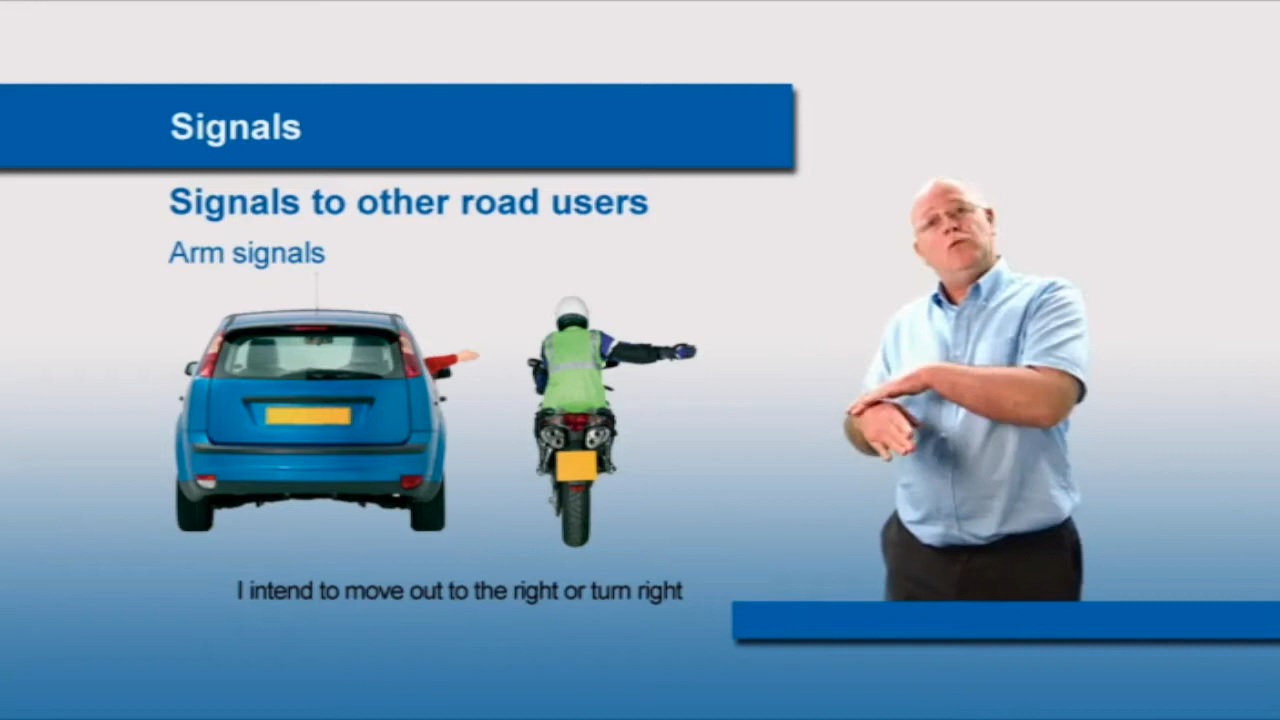 Signals
Signals to other road users
Arm signals
I intend to move out to the right or turn right